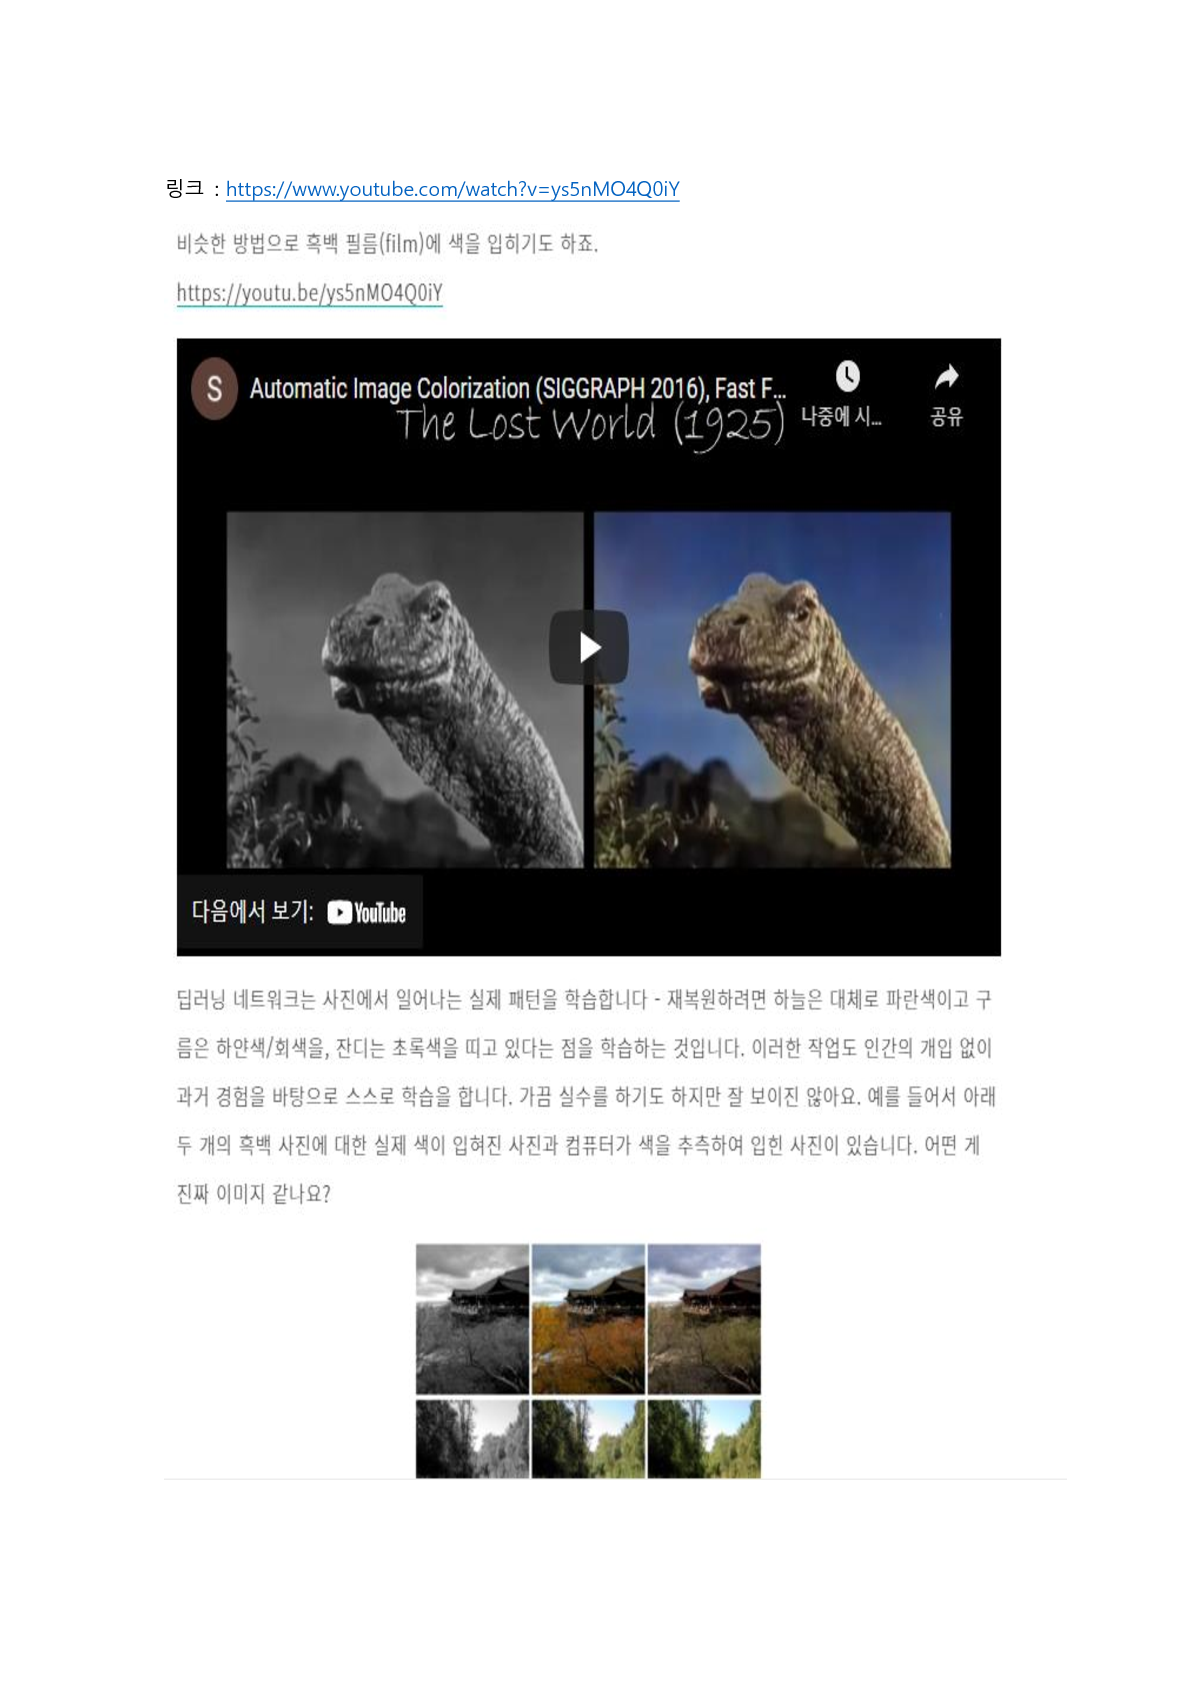 링크 : https://www.youtube.com/watch?v=ys5nMO4Q0iY
비슷한 방법으로 흑백 필름(film)에 색을 입히기도 하죠.
https://youtu.be/ys5nMO4Q0iY
S
Automatic Image Colorization (SIGGRAPH 2016), Fast F...
나중에 시...
공유
The Lost World (1925)
다음에서 보기: YouTube
딥러닝 네트워크는 사진에서 일어나는 실제 패턴을 학습합니다 - 재복원하려면 하늘은 대체로 파란색이고 구
름은 하얀색/회색을, 잔디는 초록색을 띠고 있다는 점을 학습하는 것입니다. 이러한 작업도 인간의 개입 없이
과거 경험을 바탕으로 스스로 학습을 합니다. 가끔 실수를 하기도 하지만 잘 보이진 않아요. 예를 들어서 아래
두 개의 흑백 사진에 대한 실제 색이 입혀진 사진과 컴퓨터가 색을 추측하여 입힌 사진이 있습니다. 어떤 게
진짜 이미지 같나요?